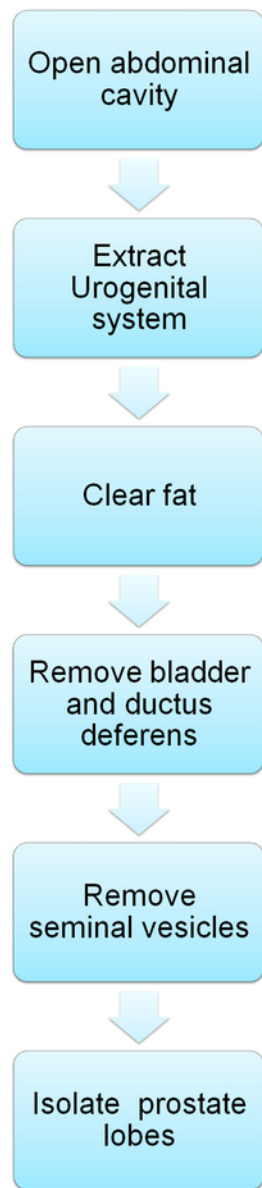 Open abdominal
cavity
Extract
Urogenital
system
Clear fat
Remove bladder
and ductus
deferens
Remove
seminal vesicles
Isolate prostate
lobes